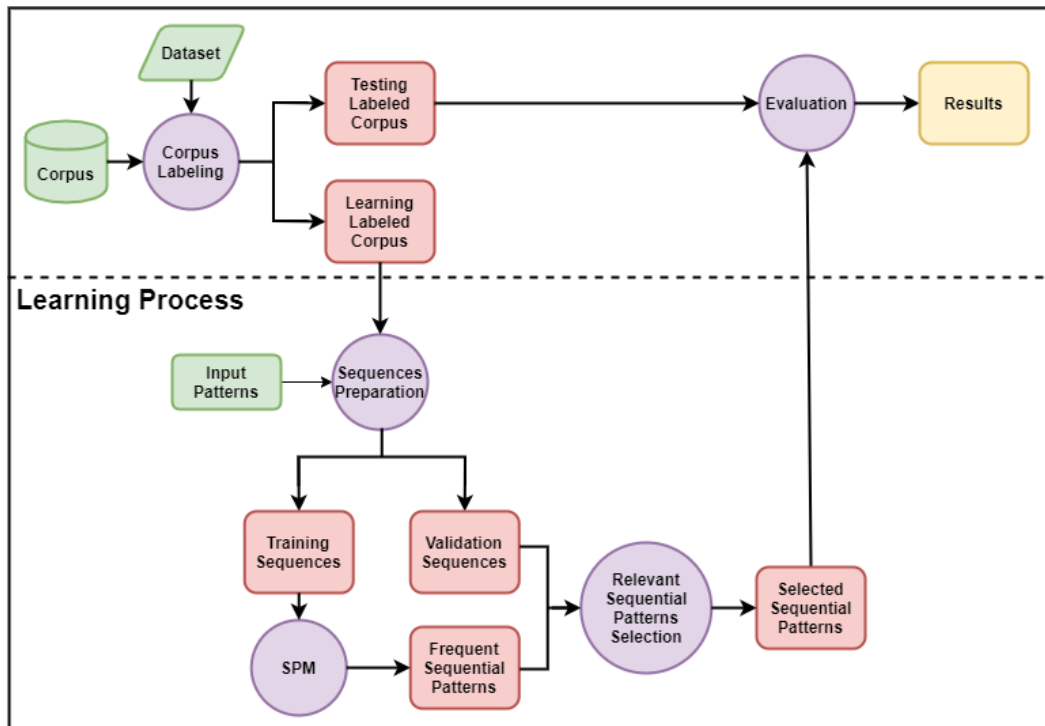 Dataset
Corpus
Corpus
Labeling
Testing
Labeled
Corpus
Learning
Labeled
Corpus
Evaluation
Results
Learning Process
Input
Patterns
Sequences
Preparation
Training
Sequences
Validation
Sequences
SPM
Frequent
Sequential
Patterns
Relevant
Sequential
Patterns
Selection
Selected
Sequential
Patterns